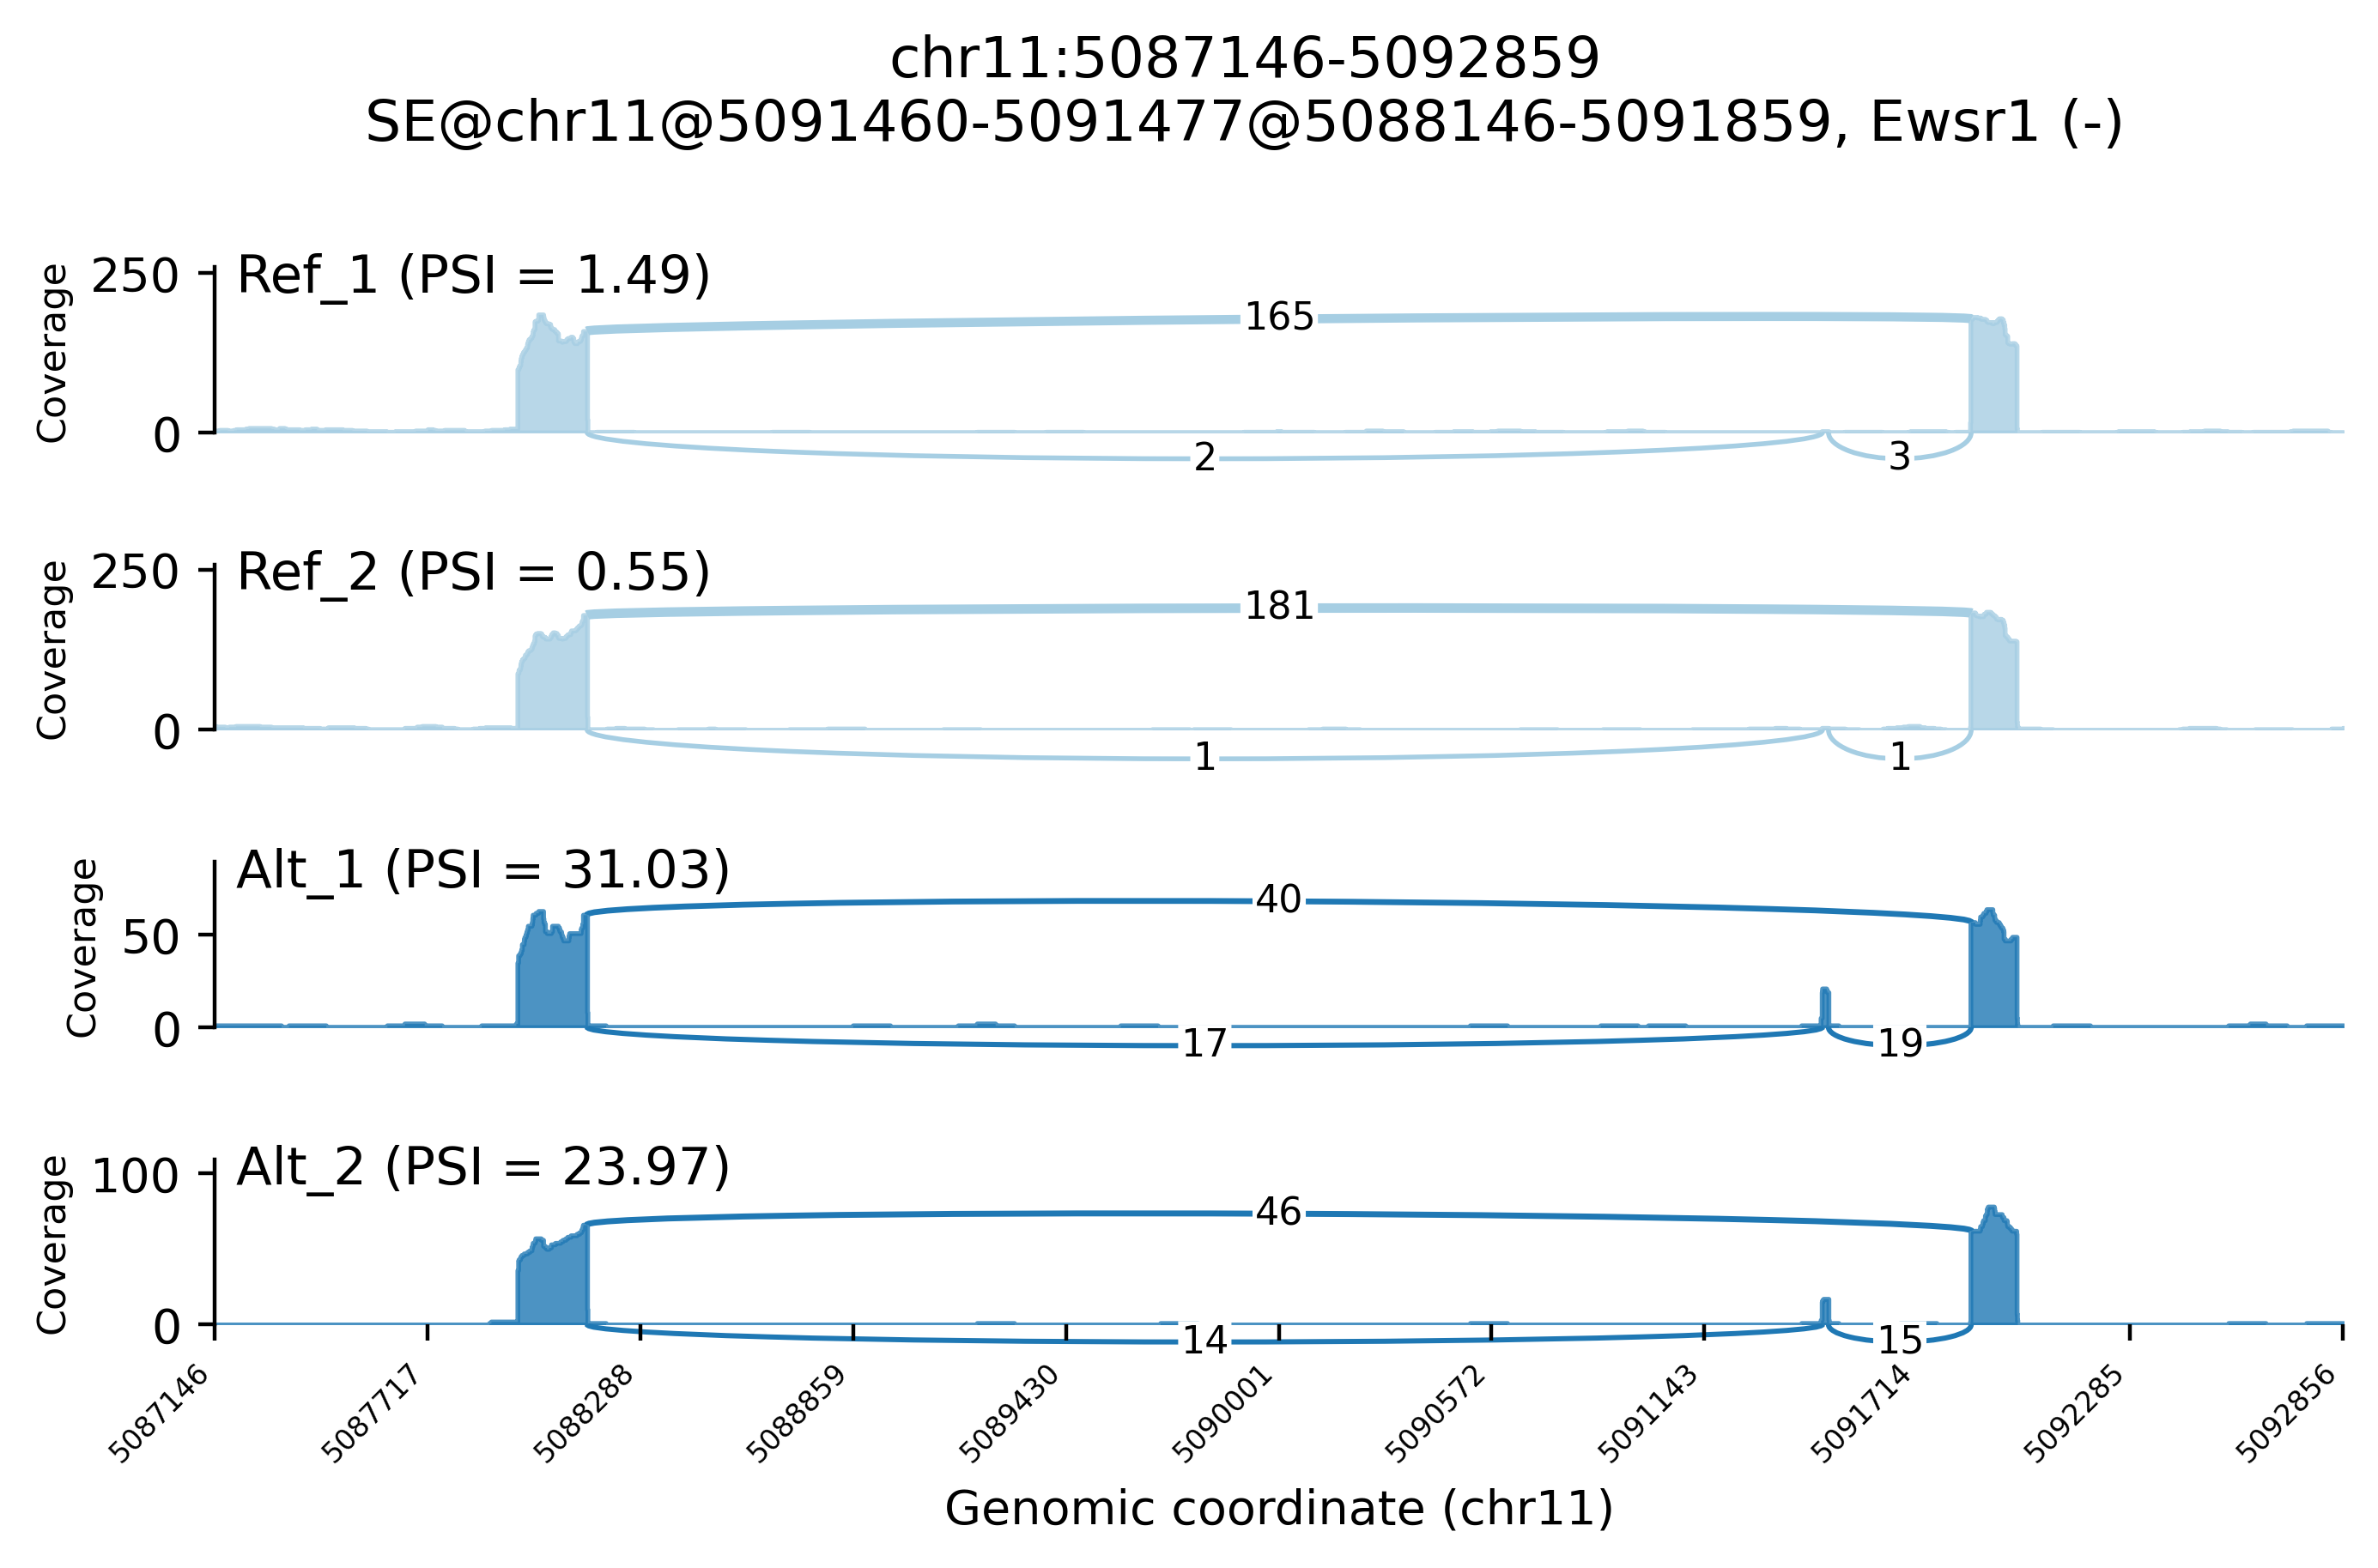 chr11:5087146-5092859
SE@chr11@5091460-5091477@5088146-5091859, Ewsr1 (-)
Coverage
250
0
Ref_1 (PSI = 1.49)
165
2
3
Coverage
250
0
Ref_2 (PSI = 0.55)
181
1
1
Coverage
50
0
Alt_1 (PSI = 31.03)
40
17
19
Coverage
100
0
Alt_2 (PSI = 23.97)
46
14
15
5087146
5087717
5088288
5088859
5089430
5090001
5090572
5091143
5091714
5092285
5092856
Genomic coordinate (chr11)